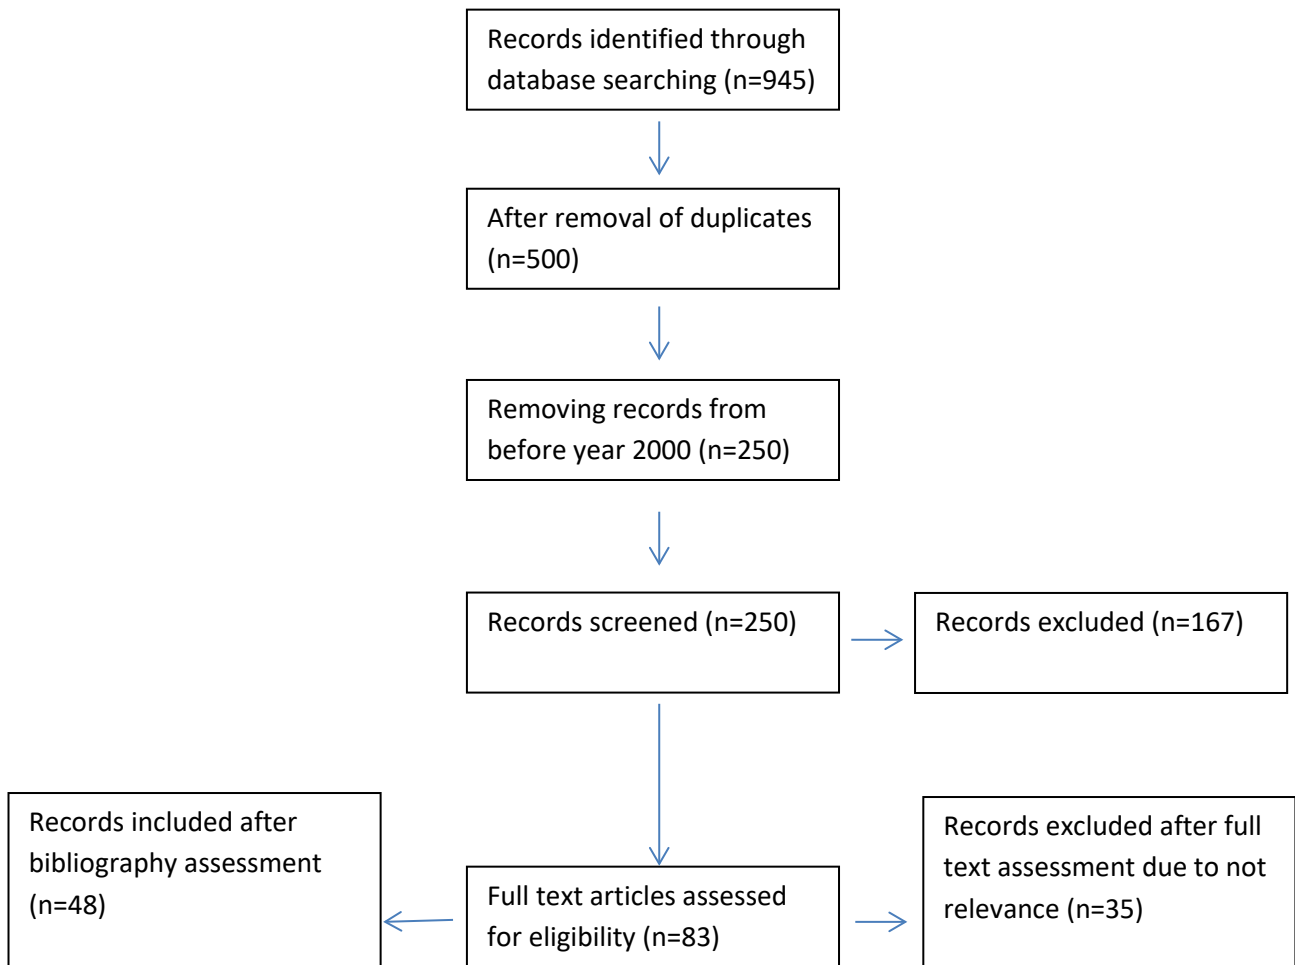 Records identified through
database searching (n=945)
After removal of duplicates
(n=500)
Removing records from
before year 2000 (n=250)
Records screened (n=250)
Records excluded (n=167)
Records included after
bibliography assessment
(n=48)
Full text articles assessed
for eligibility (n=83)
Records excluded after full
text assessment due to not
relevance (n=35)